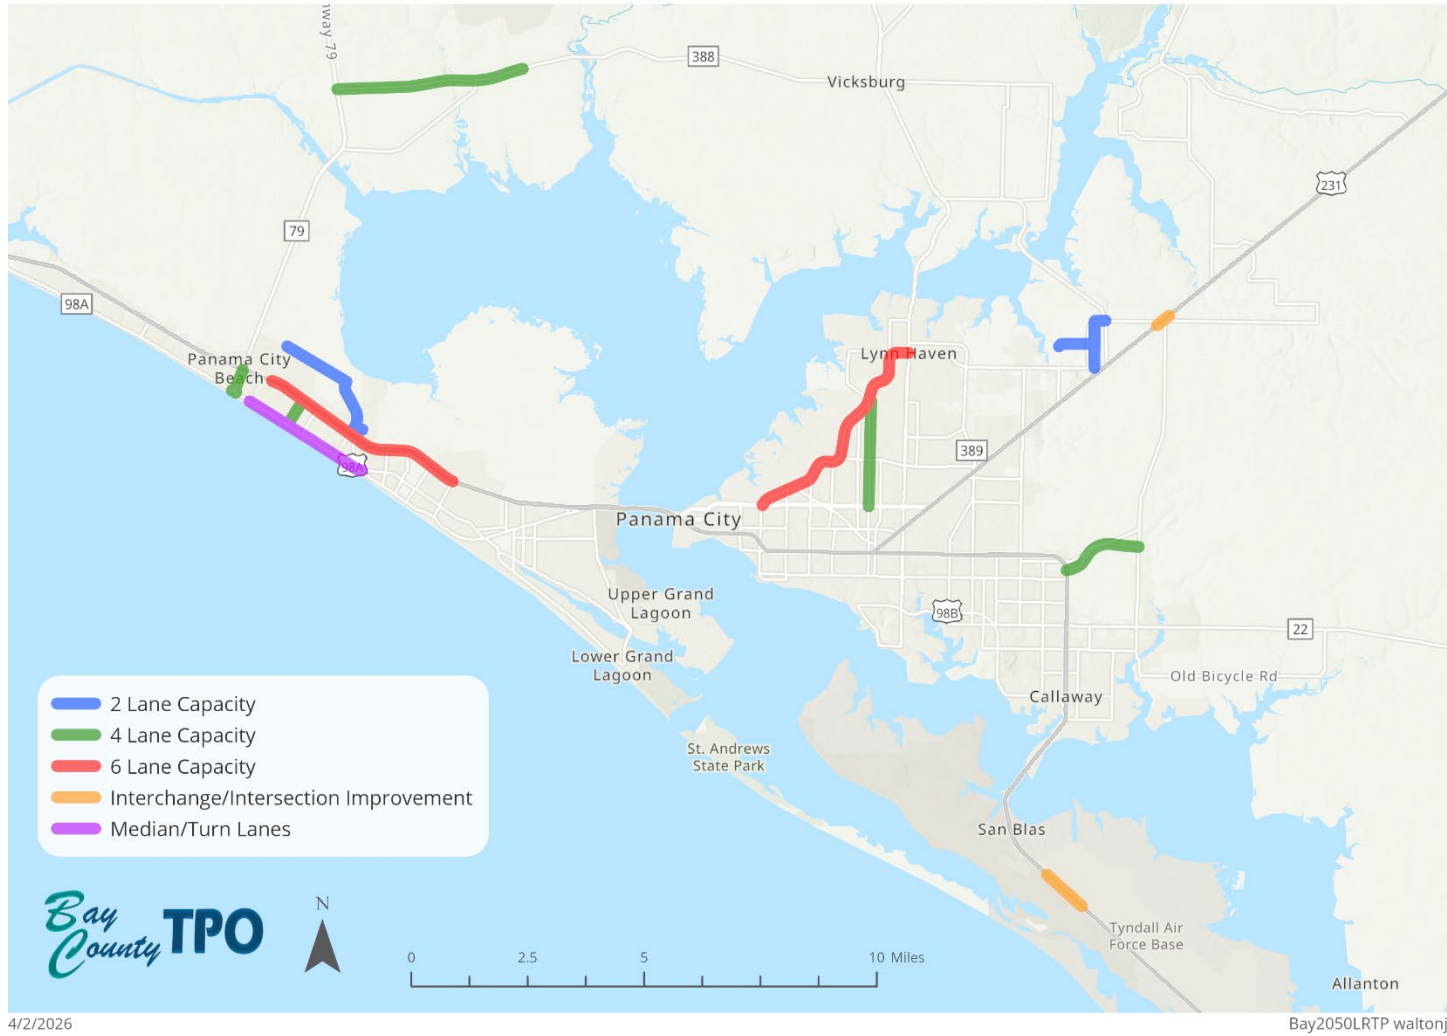 hway 79
388
Vicksburg
231
79
98A
Panama City
Beach
Lynn Haven
98A
389
Panama City
Upper Grand
Lagoon
98B
22
Lower Grand
Lagoon
Old Bicycle Rd
Callaway
St. Andrews
State Park
San Blas
Tyndall Air
Force Base
Allanton
2 Lane Capacity
4 Lane Capacity
6 Lane Capacity
Interchange/Intersection Improvement
Median/Turn Lanes
Bay
County TPO
N
0 2.5 5 10 Miles
4/2/2026
Bay2050LRTP waltonj